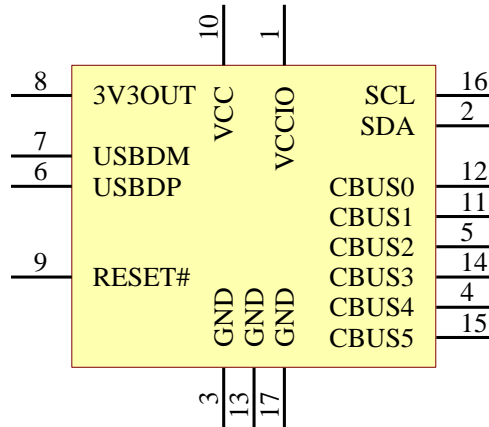 10 1
8 3V3OUT VCC VCCIO SCL 16
SDA 2
7 USBDM
6 USBDP CBUS0 12
CBUS1 11
CBUS2 5
9 RESET# CBUS3 14
GND GND GND CBUS4 4
CBUS5 15
3 13 17